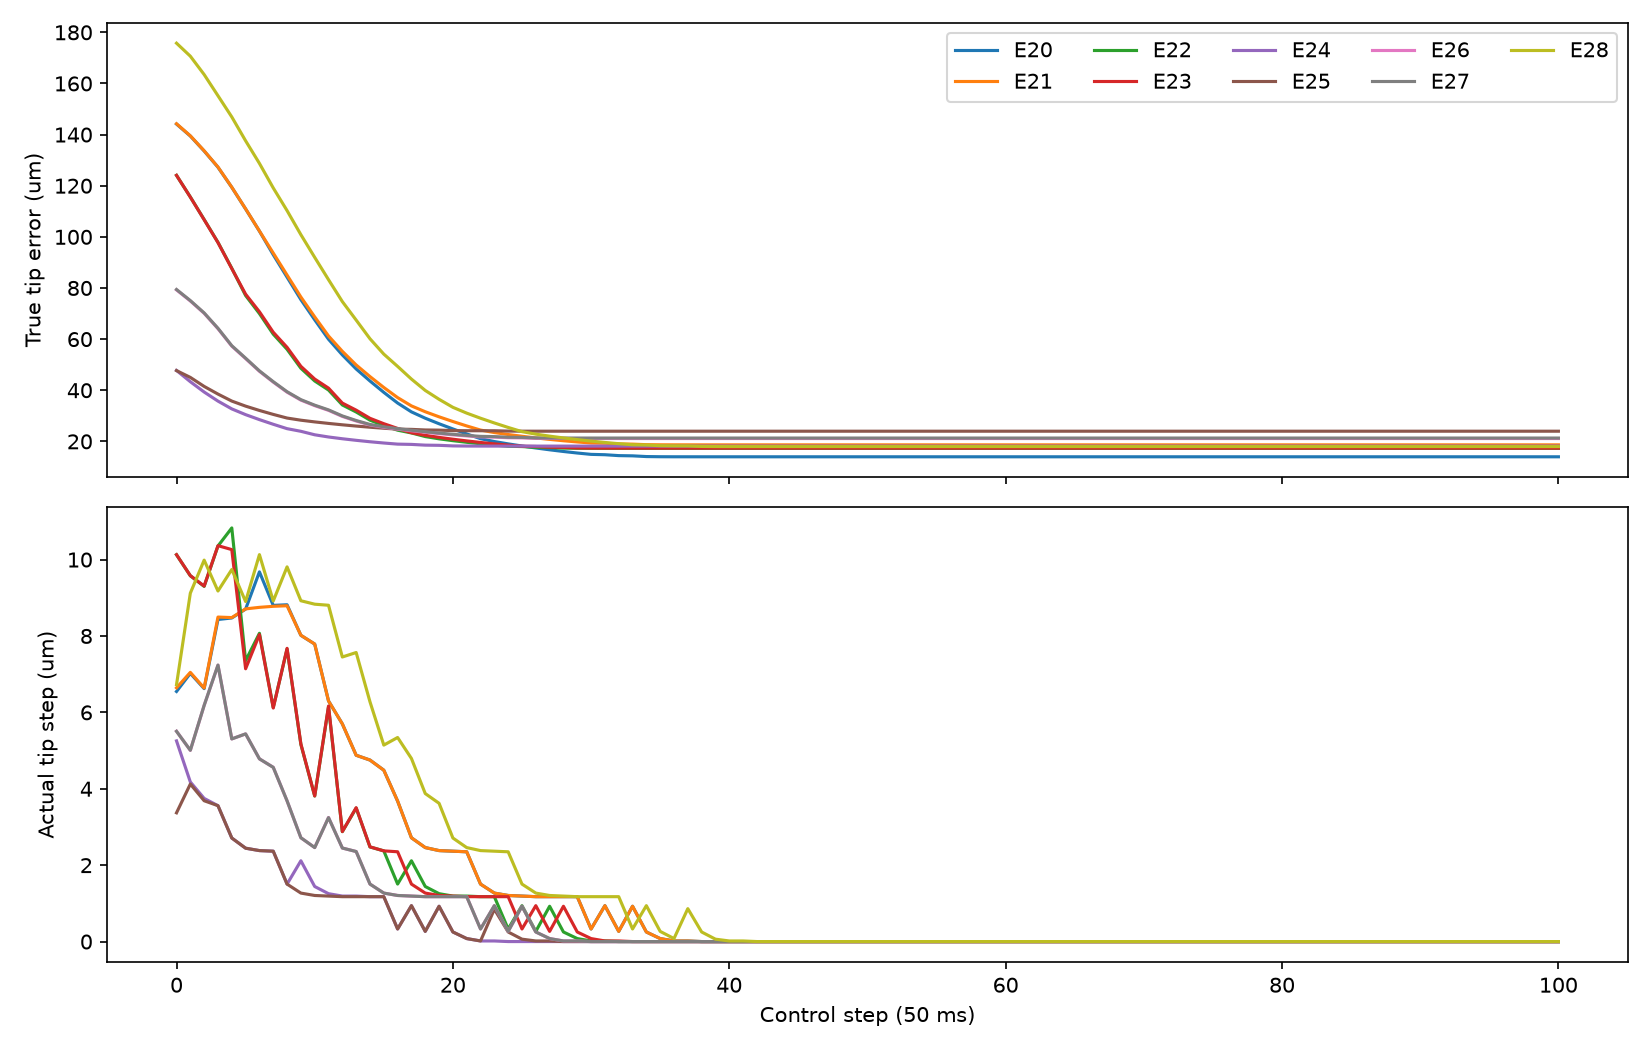 180
160
140
120
100
80
60
40
20
True tip error (um)
E20 E22 E24 E26 E28
E21 E23 E25 E27
10
8
6
4
2
0
Actual tip step (um)
0 20 40 60 80 100
Control step (50 ms)